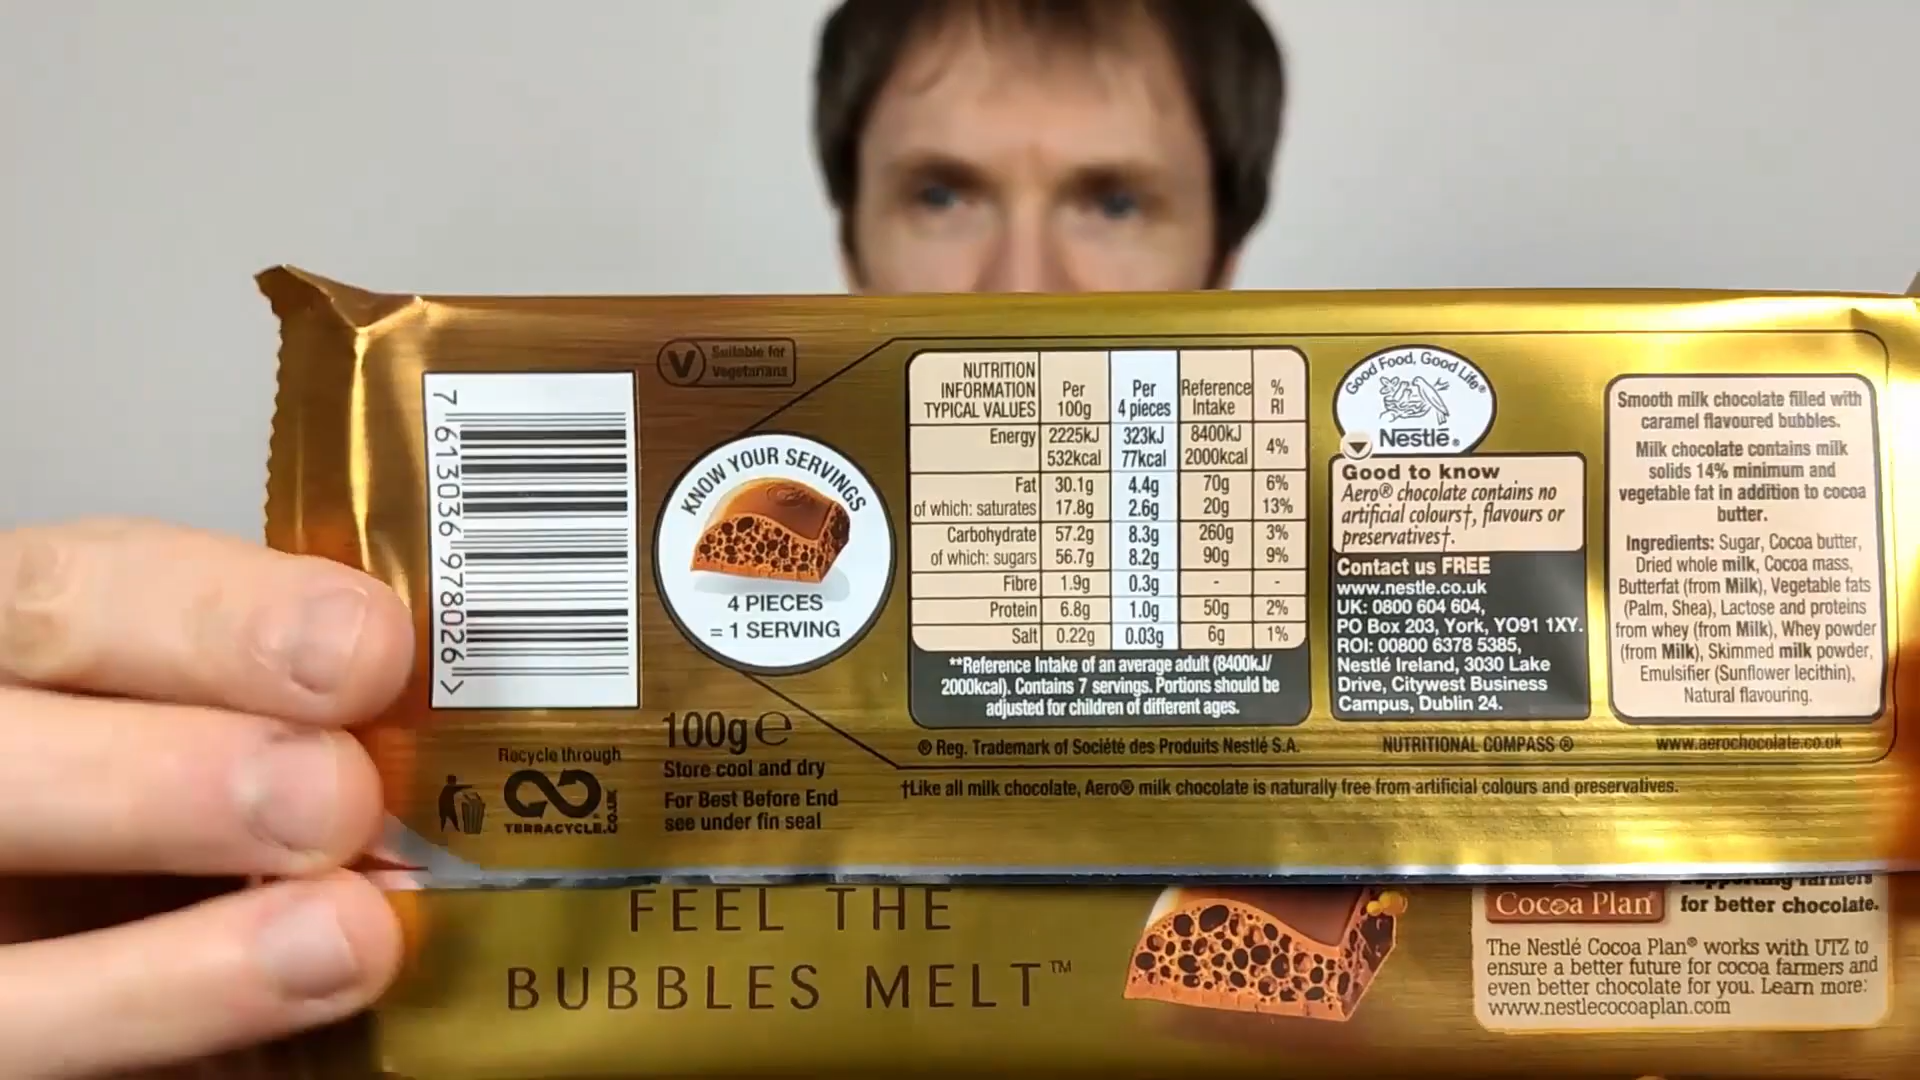 7 613036 978026 >
V Suitable for
Vegetarians
KNOW YOUR SERVINGS
4 PIECES
= 1 SERVING
Recycle through
TERRACYCLE.CO.UK
100g e
Store cool and dry
For Best Before End
see under fin seal
NUTRITION INFORMATION TYPICAL VALUES Per 100g Per 4 pieces Reference Intake % RI
Energy 2225kJ 323kJ 8400kJ 4%
532kcal 77kcal 2000kcal
Fat 30.1g 4.4g 70g 6%
of which: saturates 17.8g 2.6g 20g 13%
Carbohydrate 57.2g 8.3g 260g 3%
of which: sugars 56.7g 8.2g 90g 9%
Fibre 1.9g 0.3g - -
Protein 6.8g 1.0g 50g 2%
Salt 0.22g 0.03g 6g 1%
**Reference Intake of an average adult (8400kJ/
2000kcal). Contains 7 servings. Portions should be
adjusted for children of different ages.
® Reg. Trademark of Société des Produits Nestlé S.A.
Good Food, Good Life®
Nestlé®
Good to know
Aero® chocolate contains no
artificial colours†, flavours or
preservatives†.
Contact us FREE
www.nestle.co.uk
UK: 0800 604 604,
PO Box 203, York, YO91 1XY.
ROI: 00800 6378 5385,
Nestlé Ireland, 3030 Lake
Drive, Citywest Business
Campus, Dublin 24.
NUTRITIONAL COMPASS ®
Smooth milk chocolate filled with
caramel flavoured bubbles.
Milk chocolate contains milk
solids 14% minimum and
vegetable fat in addition to cocoa
butter.
Ingredients: Sugar, Cocoa butter,
Dried whole milk, Cocoa mass,
Butterfat (from Milk), Vegetable fats
(Palm, Shea), Lactose and proteins
from whey (from Milk), Whey powder
(from Milk), Skimmed milk powder,
Emulsifier (Sunflower lecithin),
Natural flavouring.
www.aerochocolate.co.uk
†Like all milk chocolate, Aero® milk chocolate is naturally free from artificial colours and preservatives.
FEEL THE
BUBBLES MELT™
Cocoa Plan
farmers
for better chocolate.
The Nestlé Cocoa Plan® works with UTZ to
ensure a better future for cocoa farmers and
even better chocolate for you. Learn more:
www.nestlecocoaplan.com